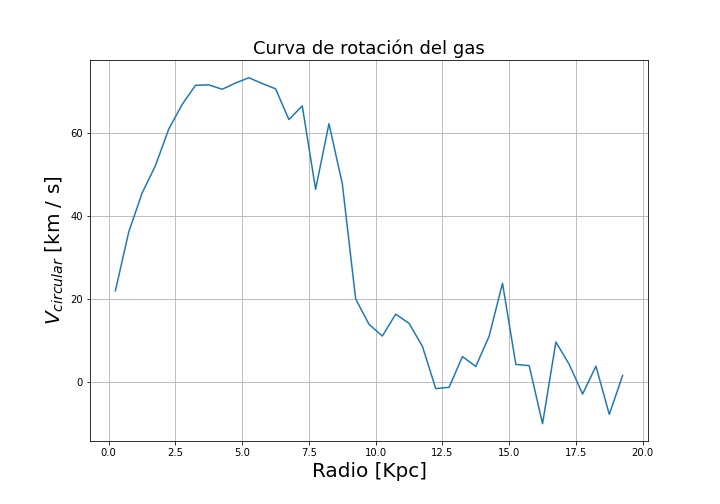 Curva de rotación del gas
V_circular [km / s]
60
40
20
0
0.0 2.5 5.0 7.5 10.0 12.5 15.0 17.5 20.0
Radio [Kpc]